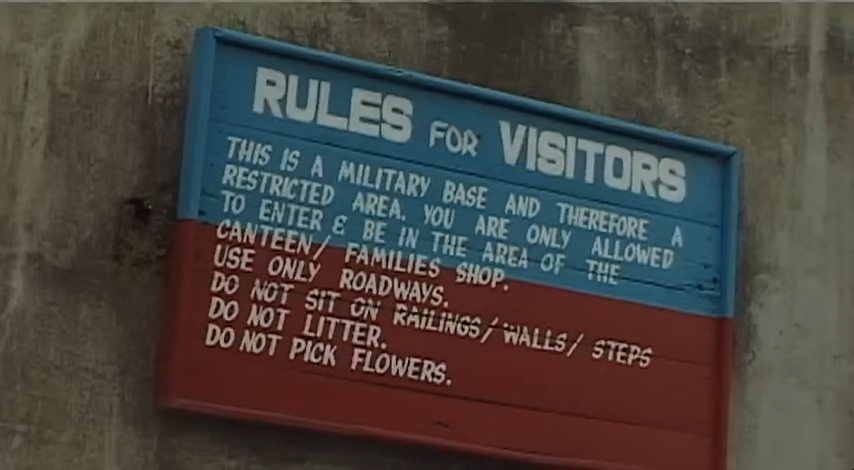 RULES FOR VISITORS
THIS IS A MILITARY BASE AND THEREFORE A
RESTRICTED AREA. YOU ARE ONLY ALLOWED
TO ENTER & BE IN THE AREA OF THE
CANTEEN/ FAMILIES SHOP.
USE ONLY ROADWAYS.
DO NOT SIT ON RAILINGS/WALLS/ STEPS
DO NOT LITTER.
DO NOT PICK FLOWERS.